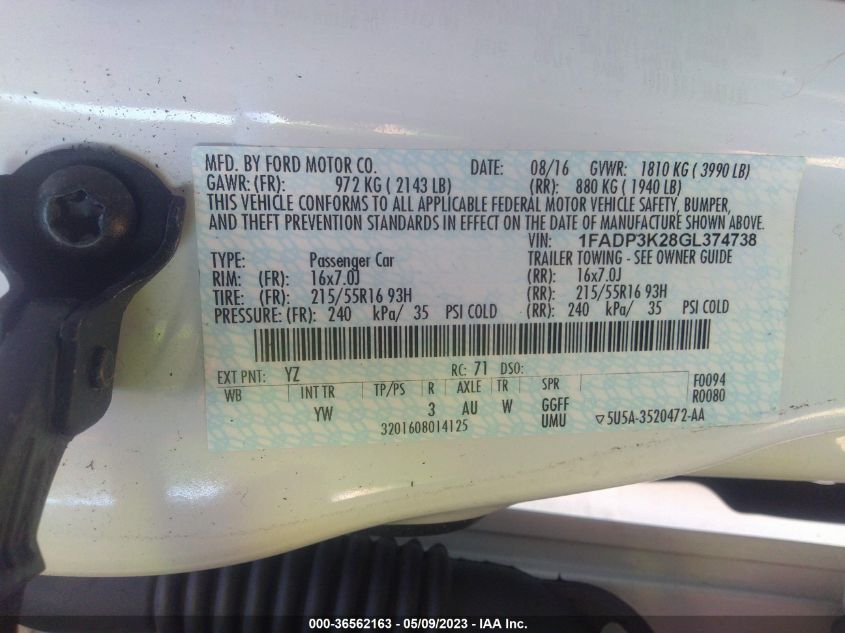 MFD. BY FORD MOTOR CO. DATE: 08/16 GVWR: 1810 KG ( 3990 LB)
GAWR: (FR): 972 KG ( 2143 LB) (RR): 880 KG ( 1940 LB)
THIS VEHICLE CONFORMS TO ALL APPLICABLE FEDERAL MOTOR VEHICLE SAFETY, BUMPER,
AND THEFT PREVENTION STANDARDS IN EFFECT ON THE DATE OF MANUFACTURE SHOWN ABOVE.
VIN: 1FADP3K28GL374738
TYPE: Passenger Car TRAILER TOWING - SEE OWNER GUIDE
RIM: (FR): 16x7.0J (RR): 16x7.0J
TIRE: (FR): 215/55R16 93H (RR): 215/55R16 93H
PRESSURE: (FR): 240 kPa/ 35 PSI COLD (RR): 240 kPa/ 35 PSI COLD
EXT PNT: YZ RC: 71 DSO:
WB INT TR TP/PS R AXLE TR SPR F0094
R0080
YW 3 AU W GGFF
UMU
3201608014125 ▽5U5A-3520472-AA
000-36562163 - 05/09/2023 - IAA Inc.